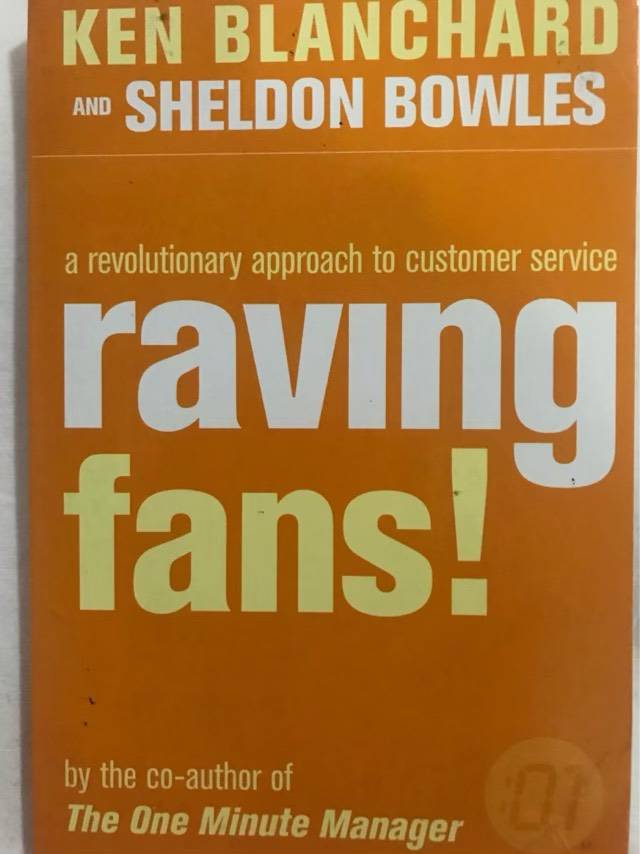 KEN BLANCHARD
AND SHELDON BOWLES
a revolutionary approach to customer service
raving
fans!
by the co-author of
The One Minute Manager
:01